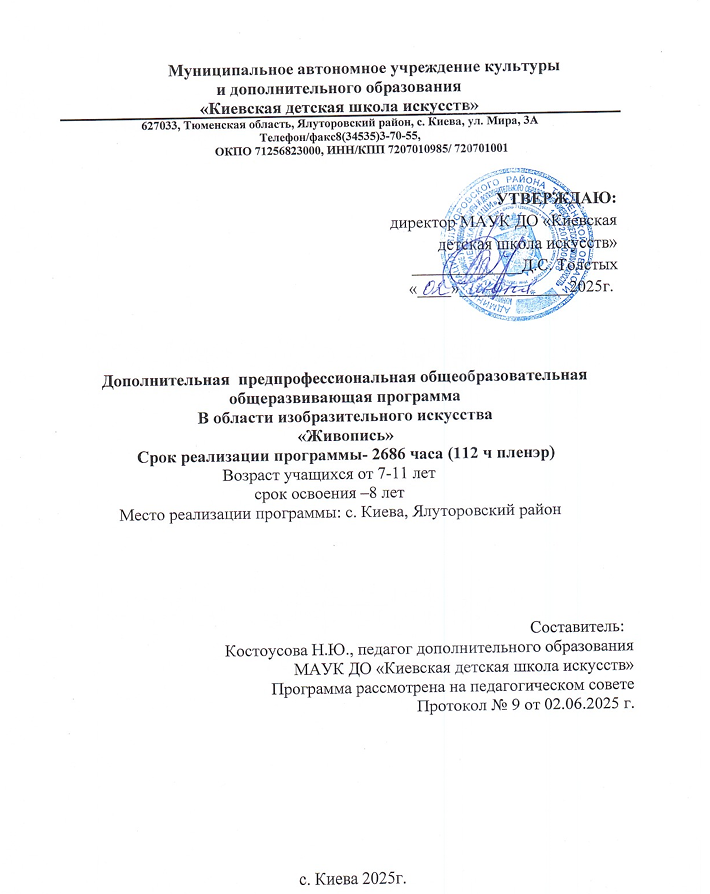 Муниципальное автономное учреждение культуры
и дополнительного образования
«Киевская детская школа искусств»
627033, Тюменская область, Ялуторовский район, с. Киева, ул. Мира, 3А
Телефон/факс8(34535)3-70-55,
ОКПО 71256823000, ИНН/КПП 7207010985/ 720701001
УТВЕРЖДАЮ:
директор МАУК ДО «Киевская
детская школа искусств»
Д.С. Толстых
« 02 » июня 2025г.
Дополнительная предпрофессиональная общеобразовательная
общеразвивающая программа
В области изобразительного искусства
«Живопись»
Срок реализации программы- 2686 часа (112 ч пленэр)
Возраст учащихся от 7-11 лет
срок освоения –8 лет
Место реализации программы: с. Киева, Ялуторовский район
Составитель:
Костоусова Н.Ю., педагог дополнительного образования
МАУК ДО «Киевская детская школа искусств»
Программа рассмотрена на педагогическом совете
Протокол № 9 от 02.06.2025 г.
с. Киева 2025г.